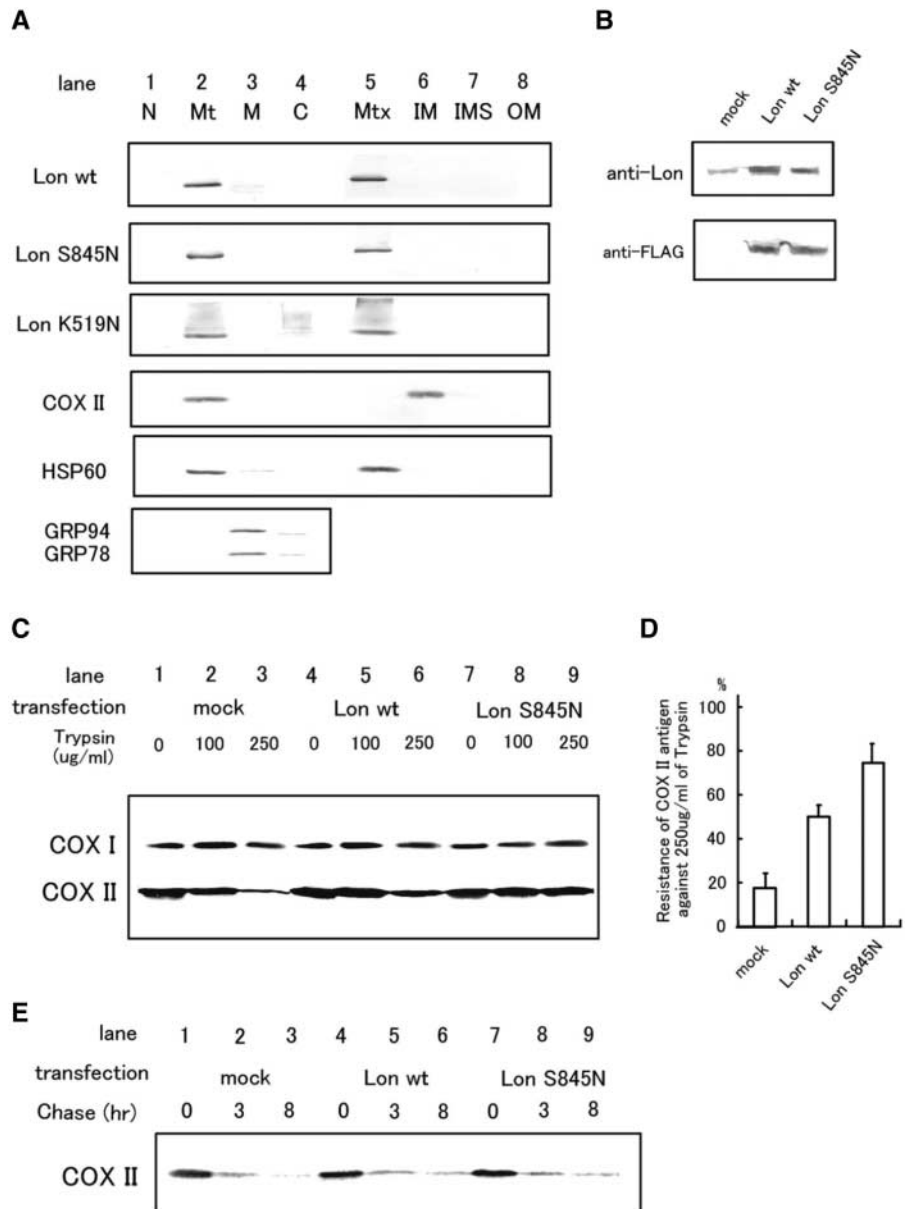 A
lane 1 2 3 4 5 6 7 8
N Mt M C Mtx IM IMS OM
Lon wt
Lon S845N
Lon K519N
COX II
HSP60
GRP94
GRP78
B
mock Lon wt Lon S845N
anti-Lon
anti-FLAG
C
lane 1 2 3 4 5 6 7 8 9
transfection mock Lon wt Lon S845N
Trypsin 0 100 250 0 100 250 0 100 250
(ug/ml)
COX I
COX II
D
%
100
80
60
40
20
0
Resistance of COX II antigen
against 250ug/ml of Trypsin
mock Lon wt Lon S845N
E
lane 1 2 3 4 5 6 7 8 9
transfection mock Lon wt Lon S845N
Chase (hr) 0 3 8 0 3 8 0 3 8
COX II